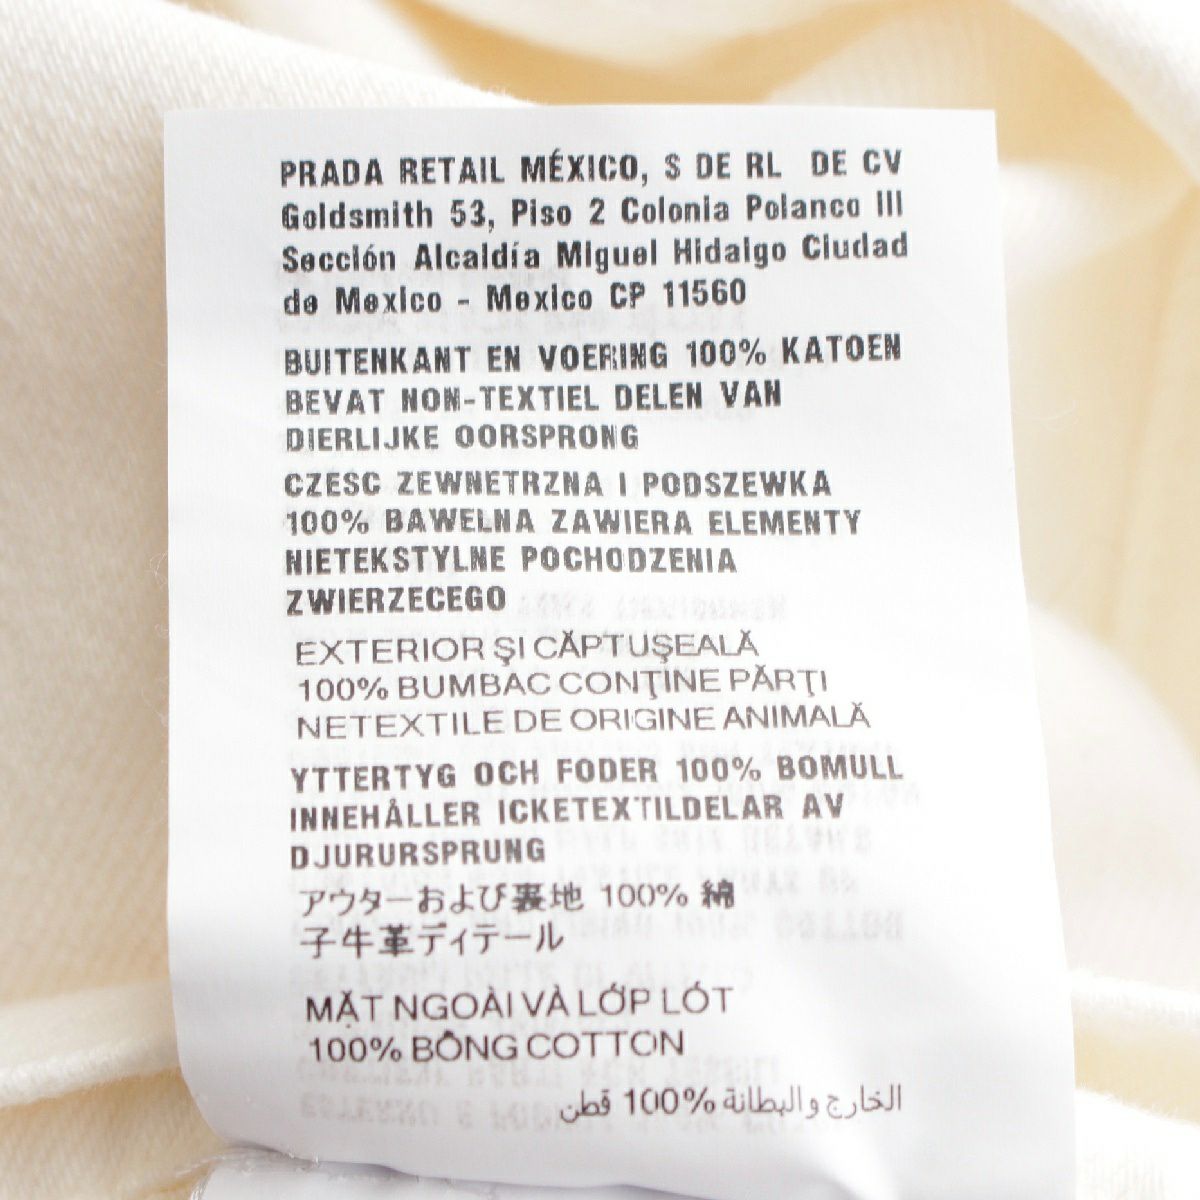 PRADA RETAIL MÉXICO, S DE RL DE CV
Goldsmith 53, Piso 2 Colonia Polanco III
Sección Alcaldía Miguel Hidalgo Ciudad
de Mexico - Mexico CP 11560
BUITENKANT EN VOERING 100% KATOEN
BEVAT NON-TEXTIEL DELEN VAN
DIERLIJKE OORSPRONG
CZESC ZEWNETRZNA I PODSZEWKA
100% BAWELNA ZAWIERA ELEMENTY
NIETEKSTYLNE POCHODZENIA
ZWIERZECEGO
EXTERIOR ŞI CĂPTUŞEALĂ
100% BUMBAC CONŢINE PĂRŢI
NETEXTILE DE ORIGINE ANIMALĂ
YTTERTYG OCH FODER 100% BOMULL
INNEHÅLLER ICKETEXTILDELAR AV
DJURURSPRUNG
アウターおよび裏地 100% 綿
子牛革ディテール
MẶT NGOÀI VÀ LỚP LÓT
100% BÔNG COTTON
الخارج والبطانة 100% قطن